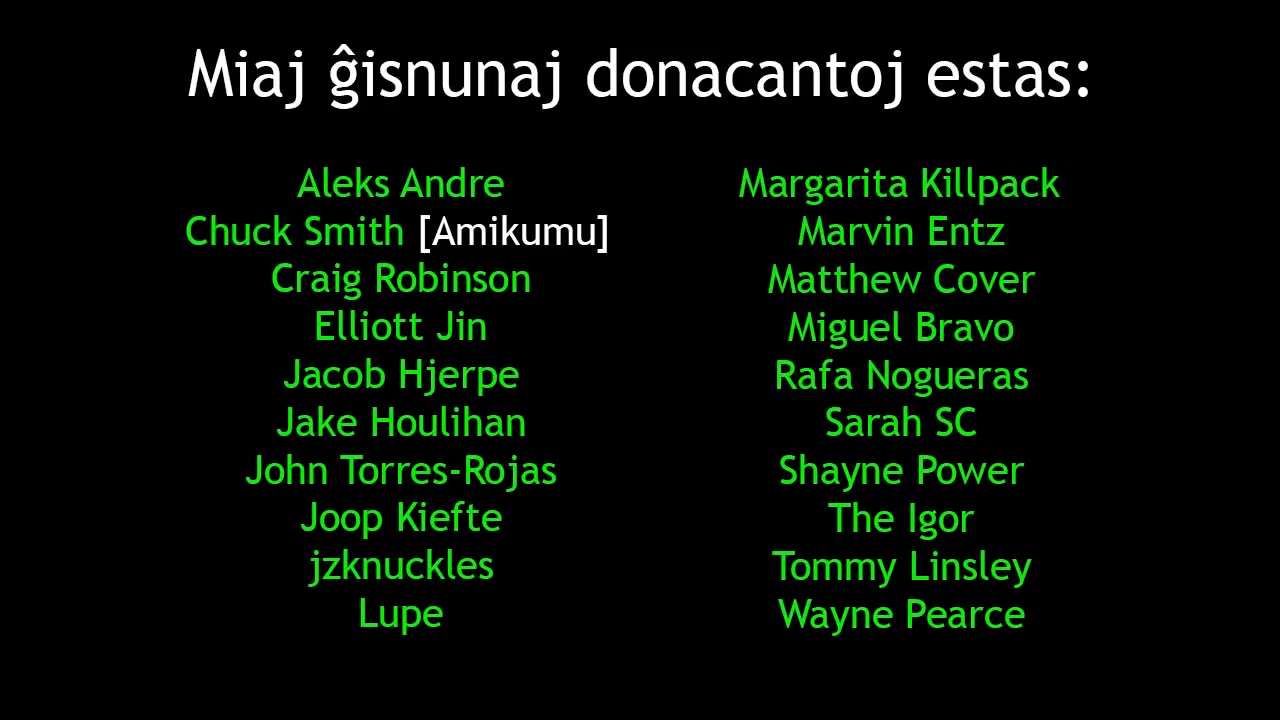 Miaj ĝisnunaj donacantoj estas:
Aleks Andre
Chuck Smith [Amikumu]
Craig Robinson
Elliott Jin
Jacob Hjerpe
Jake Houlihan
John Torres-Rojas
Joop Kiefte
jzknuckles
Lupe
Margarita Killpack
Marvin Entz
Matthew Cover
Miguel Bravo
Rafa Nogueras
Sarah SC
Shayne Power
The Igor
Tommy Linsley
Wayne Pearce